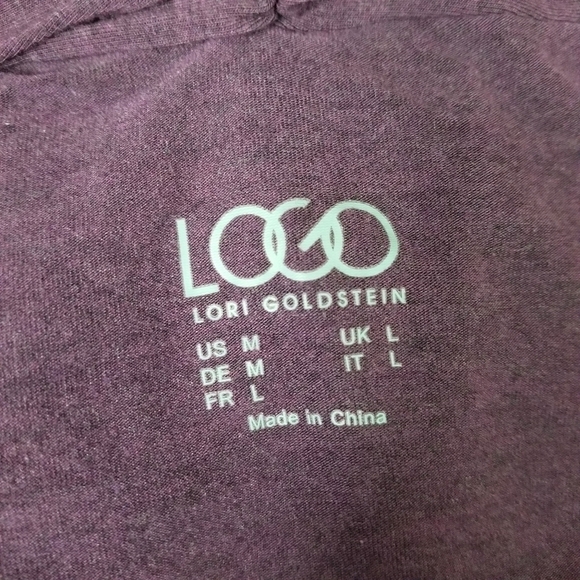 LOGO
LORI GOLDSTEIN
US M UK L
DE M IT L
FR L
Made in China